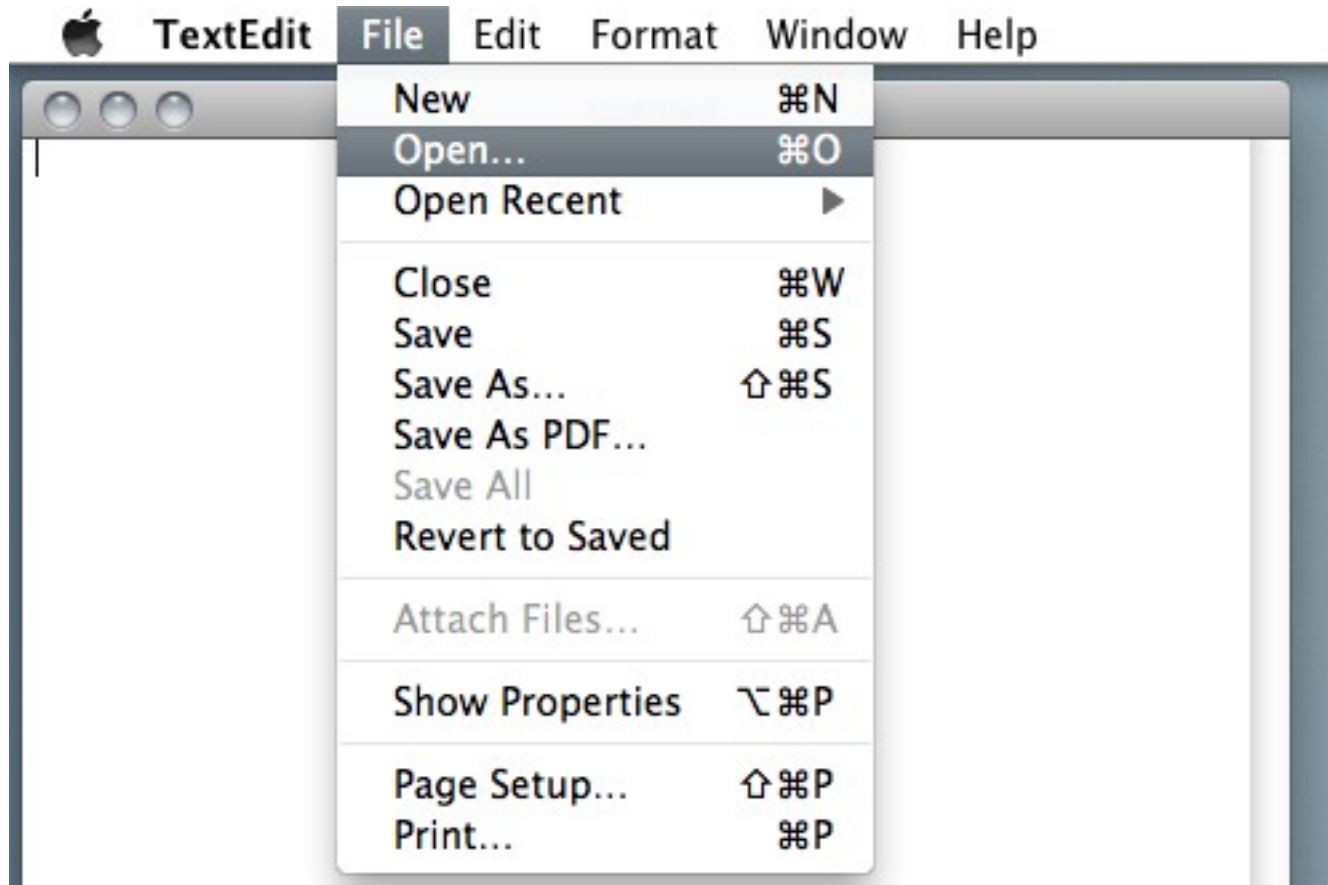 TextEdit File Edit Format Window Help
New ⌘N
Open... ⌘O
Open Recent ▶
Close ⌘W
Save ⌘S
Save As... ⇧⌘S
Save As PDF...
Save All
Revert to Saved
Attach Files... ⇧⌘A
Show Properties ⌥⌘P
Page Setup... ⇧⌘P
Print... ⌘P